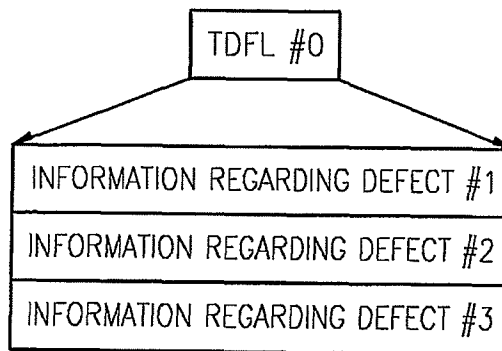 TDFL #0
INFORMATION REGARDING DEFECT #1
INFORMATION REGARDING DEFECT #2
INFORMATION REGARDING DEFECT #3